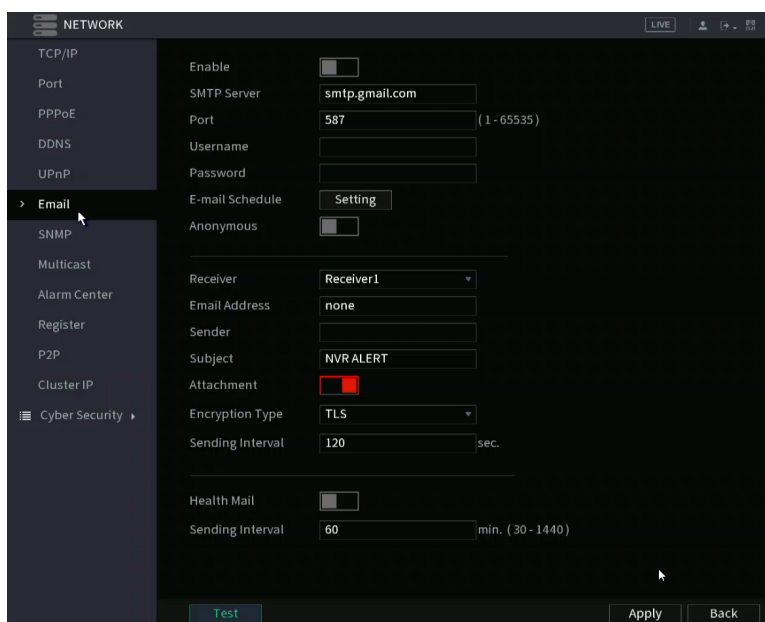 NETWORK
LIVE
TCP/IP
Port
PPPoE
DDNS
UPnP
> Email
SNMP
Multicast
Alarm Center
Register
P2P
Cluster IP
Cyber Security
Enable
SMTP Server smtp.gmail.com
Port 587 (1-65535)
Username
Password
E-mail Schedule Setting
Anonymous
Receiver Receiver1
Email Address none
Sender
Subject NVR ALERT
Attachment
Encryption Type TLS
Sending Interval 120 sec.
Health Mail
Sending Interval 60 min. (30-1440)
Test Apply Back